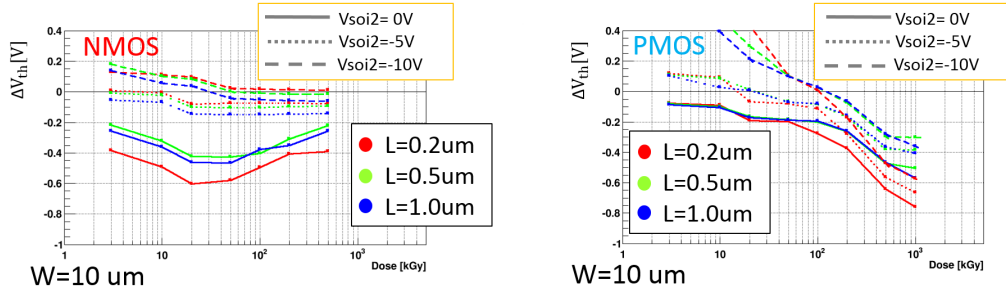 NMOS
Vsoi2= 0V
Vsoi2=-5V
Vsoi2=-10V
ΔVth[V]
0.4
0.2
0
-0.2
-0.4
-0.6
-0.8
-1
L=0.2um
L=0.5um
L=1.0um
1
10
10²
10³
Dose [kGy]
W=10 um
PMOS
Vsoi2= 0V
Vsoi2=-5V
Vsoi2=-10V
ΔVth[V]
0.4
0.2
0
-0.2
-0.4
-0.6
-0.8
-1
L=0.2um
L=0.5um
L=1.0um
1
10
10²
10³
Dose [kGy]
W=10 um